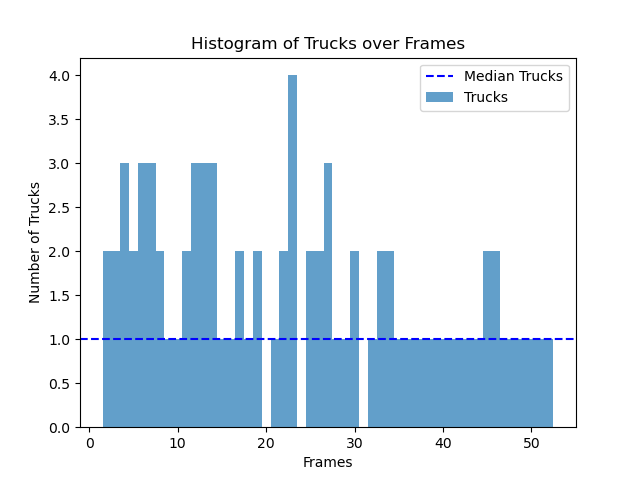 Histogram of Trucks over Frames
Median Trucks
Trucks
Number of Trucks
4.0
3.5
3.0
2.5
2.0
1.5
1.0
0.5
0.0
0 10 20 30 40 50
Frames